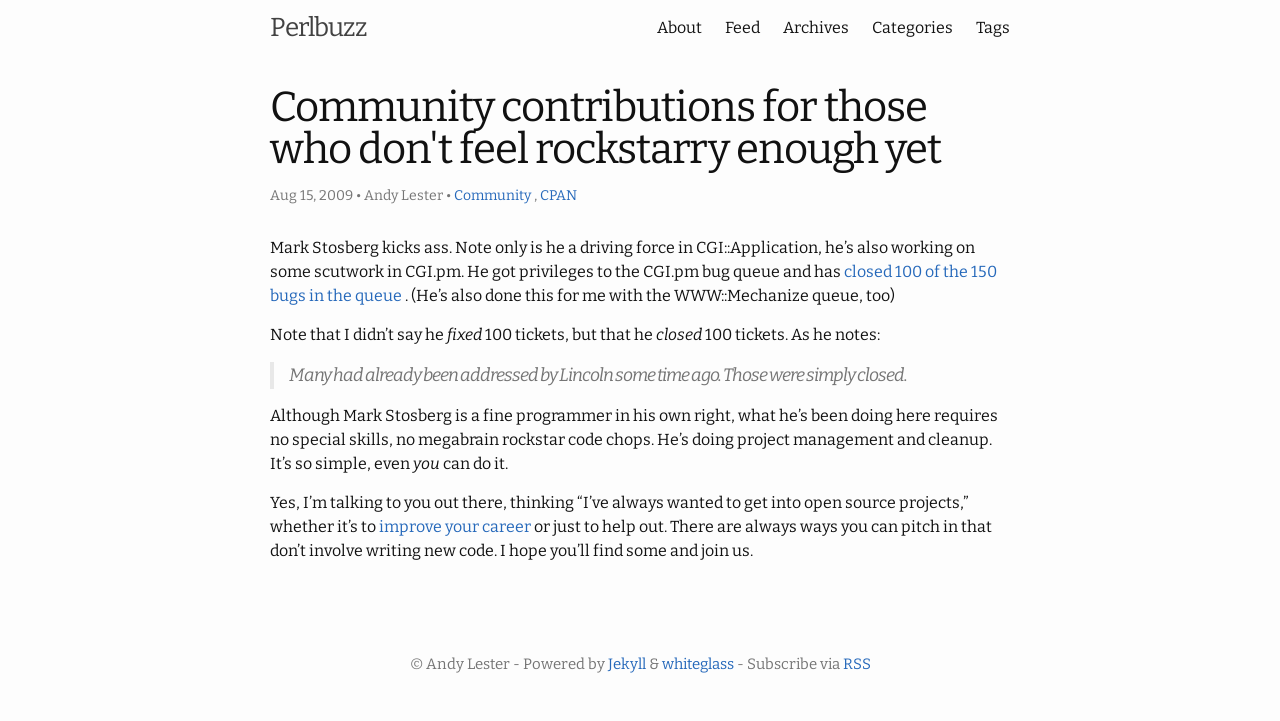 Perlbuzz
About Feed Archives Categories Tags
Community contributions for those
who don't feel rockstarry enough yet
Aug 15, 2009 • Andy Lester • Community , CPAN
Mark Stosberg kicks ass. Note only is he a driving force in CGI::Application, he’s also working on
some scutwork in CGI.pm. He got privileges to the CGI.pm bug queue and has closed 100 of the 150
bugs in the queue . (He’s also done this for me with the WWW::Mechanize queue, too)
Note that I didn’t say he fixed 100 tickets, but that he closed 100 tickets. As he notes:
Many had already been addressed by Lincoln some time ago. Those were simply closed.
Although Mark Stosberg is a fine programmer in his own right, what he’s been doing here requires
no special skills, no megabrain rockstar code chops. He’s doing project management and cleanup.
It’s so simple, even you can do it.
Yes, I’m talking to you out there, thinking “I’ve always wanted to get into open source projects,”
whether it’s to improve your career or just to help out. There are always ways you can pitch in that
don’t involve writing new code. I hope you’ll find some and join us.
© Andy Lester - Powered by Jekyll & whiteglass - Subscribe via RSS